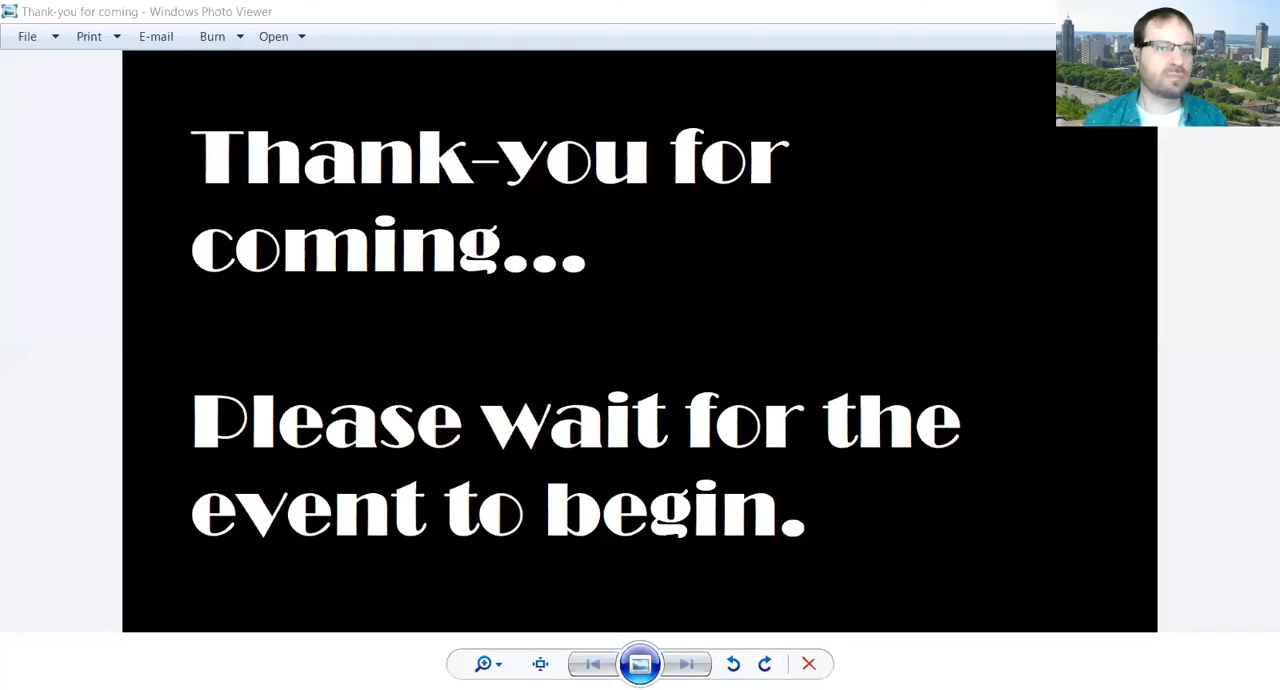 Thank-you for coming - Windows Photo Viewer
File Print E-mail Burn Open
Thank-you for
coming...
Please wait for the
event to begin.